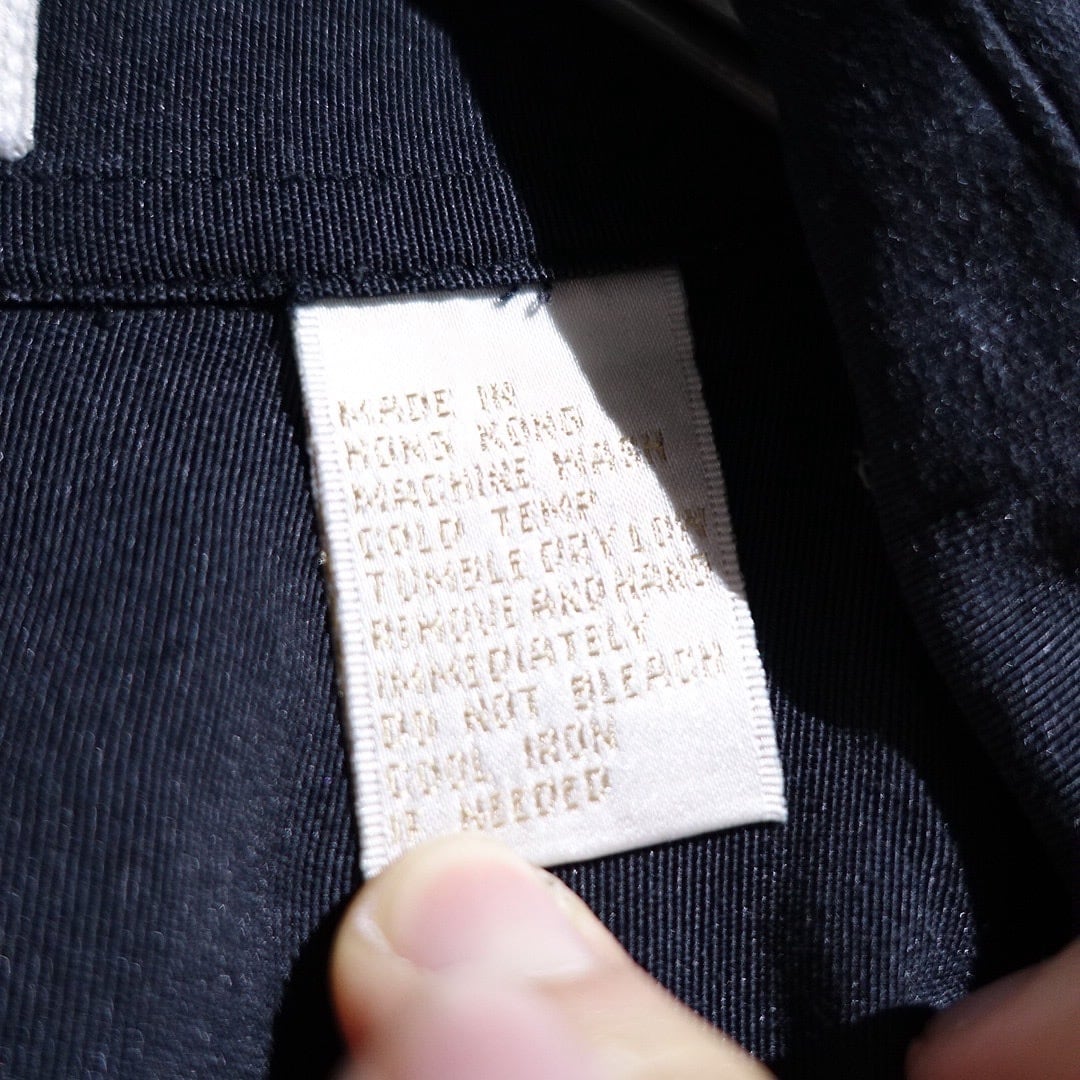 MADE IN
HONG KONG
MACHINE WASH
COLD TEMP
TUMBLE DRY LOW
REMOVE AND HANG
IMMEDIATELY
DO NOT BLEACH
COOL IRON
IF NEEDED